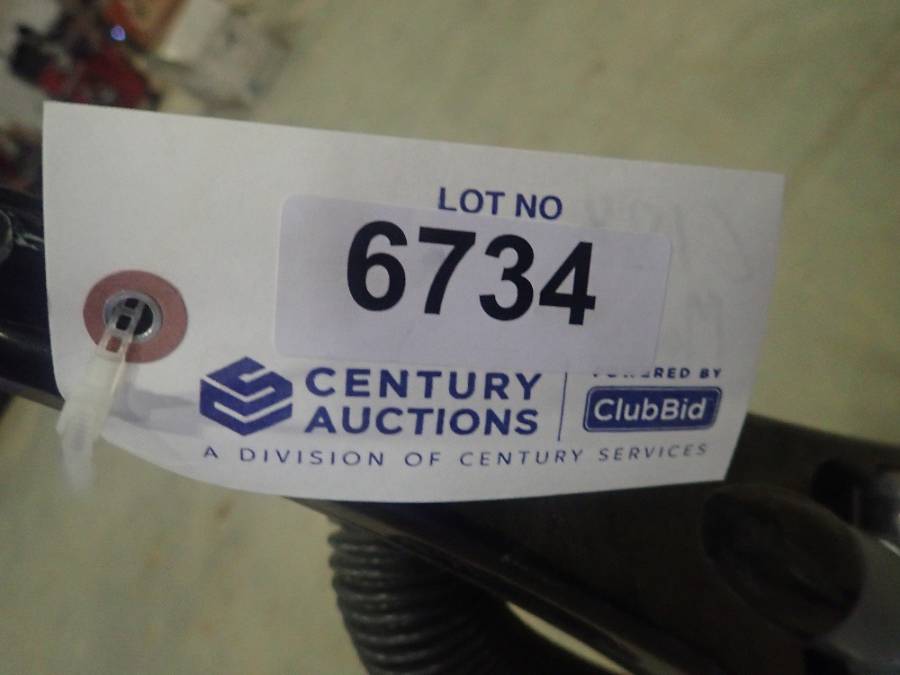 LOT NO
6734
CENTURY
AUCTIONS
POWERED BY
ClubBid
A DIVISION OF CENTURY SERVICES